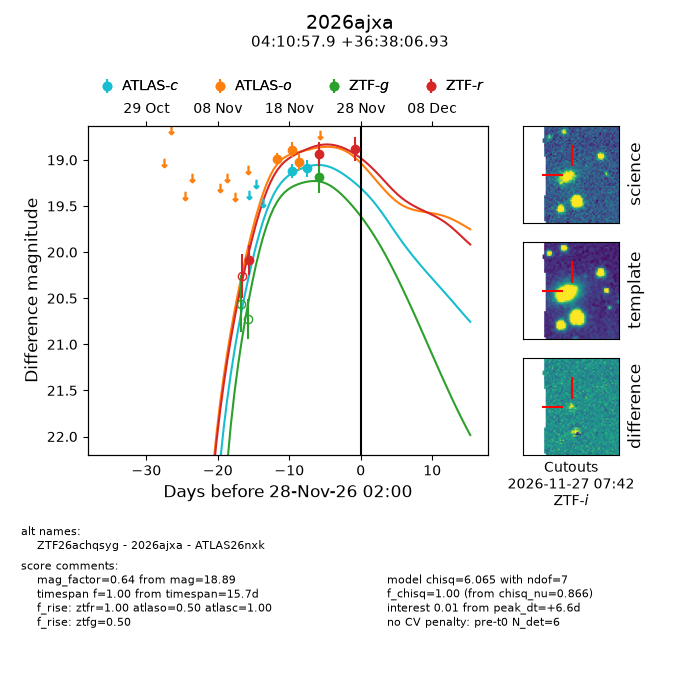 2026ajxa
04:10:57.9 +36:38:06.93
ATLAS-c ATLAS-o ZTF-g ZTF-r
29 Oct 08 Nov 18 Nov 28 Nov 08 Dec
19.0
19.5
20.0
20.5
21.0
21.5
22.0
Difference magnitude
−30 −20 −10 0 10
Days before 28-Nov-26 02:00
science
template
difference
Cutouts
2026-11-27 07:42
ZTF-i
alt names:
ZTF26achqsyg - 2026ajxa - ATLAS26nxk
score comments:
mag_factor=0.64 from mag=18.89
timespan f=1.00 from timespan=15.7d
f_rise: ztfr=1.00 atlaso=0.50 atlasc=1.00
f_rise: ztfg=0.50
model chisq=6.065 with ndof=7
f_chisq=1.00 (from chisq_nu=0.866)
interest 0.01 from peak_dt=+6.6d
no CV penalty: pre-t0 N_det=6